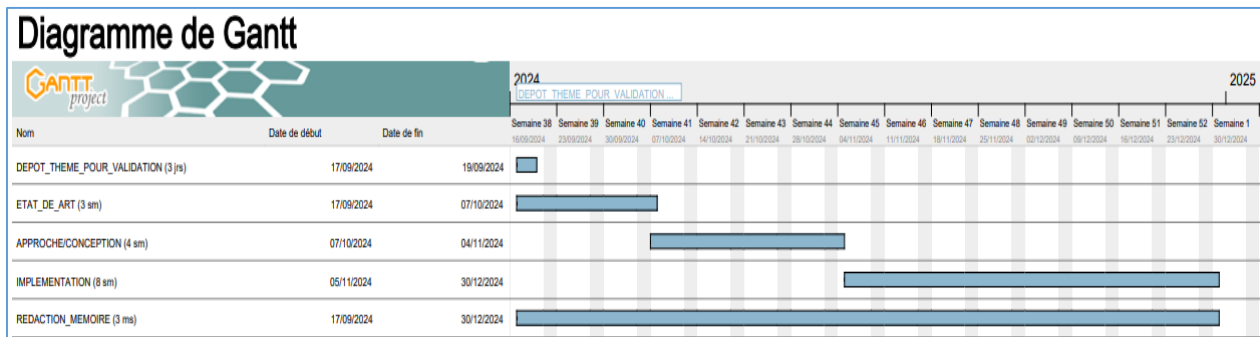 Diagramme de Gantt
GANTT
project
2024
2025
DEPOT_THEME_POUR_VALIDATION ...
Nom Date de début Date de fin
Semaine 38 Semaine 39 Semaine 40 Semaine 41 Semaine 42 Semaine 43 Semaine 44 Semaine 45 Semaine 46 Semaine 47 Semaine 48 Semaine 49 Semaine 50 Semaine 51 Semaine 52 Semaine 1
16/09/2024 23/09/2024 30/09/2024 07/10/2024 14/10/2024 21/10/2024 28/10/2024 04/11/2024 11/11/2024 18/11/2024 25/11/2024 02/12/2024 09/12/2024 16/12/2024 23/12/2024 30/12/2024
DEPOT_THEME_POUR_VALIDATION (3 jrs) 17/09/2024 19/09/2024
ETAT_DE_ART (3 sm) 17/09/2024 07/10/2024
APPROCHE/CONCEPTION (4 sm) 07/10/2024 04/11/2024
IMPLEMENTATION (8 sm) 05/11/2024 30/12/2024
REDACTION_MEMOIRE (3 ms) 17/09/2024 30/12/2024